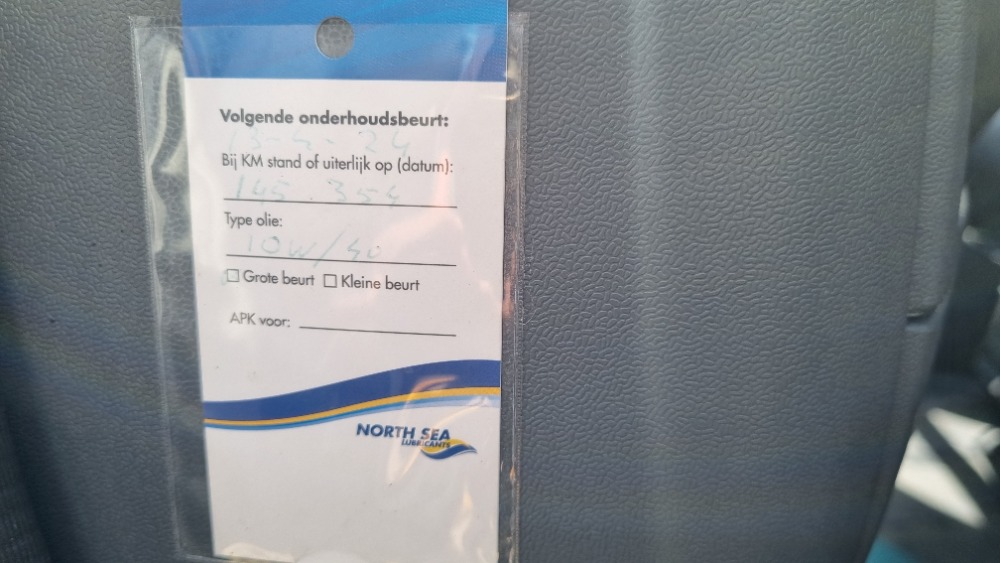 Volgende onderhoudsbeurt:
13-4-24
Bij KM stand of uiterlijk op (datum):
145.354
Type olie:
10W/40
Grote beurt Kleine beurt
APK voor:
NORTH SEA
LUBRICANTS